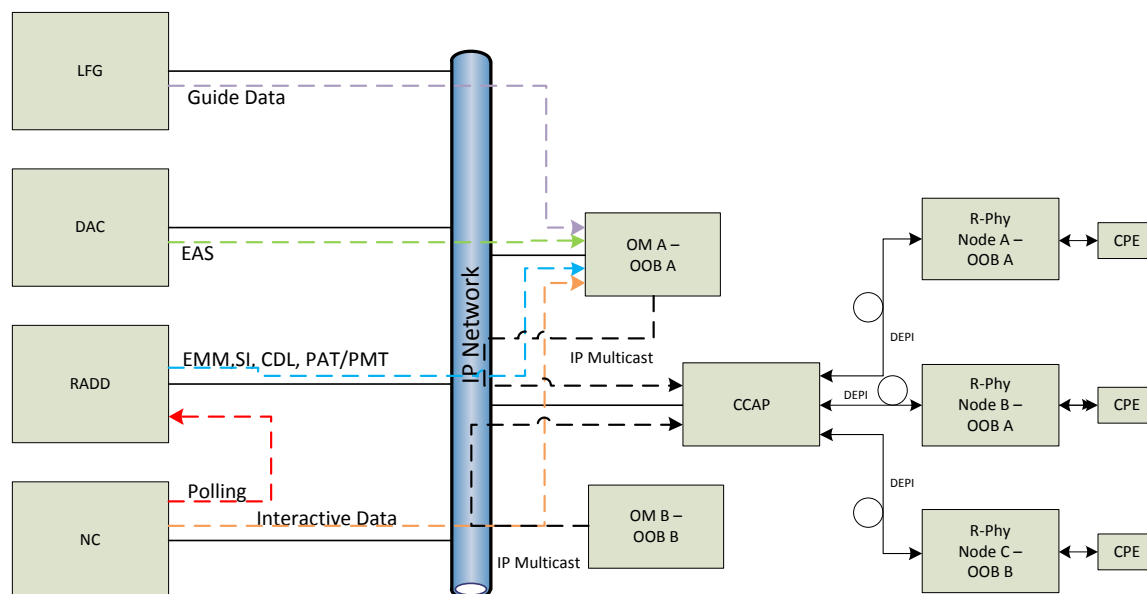 LFG
Guide Data
DAC
EAS
RADD
EMM,SI, CDL, PAT/PMT
NC
Polling
Interactive Data
IP Network
OM A –
OOB A
IP Multicast
CCAP
OM B –
OOB B
IP Multicast
DEPI
DEPI
DEPI
R-Phy
Node A –
OOB A
CPE
R-Phy
Node B –
OOB A
CPE
R-Phy
Node C –
OOB B
CPE